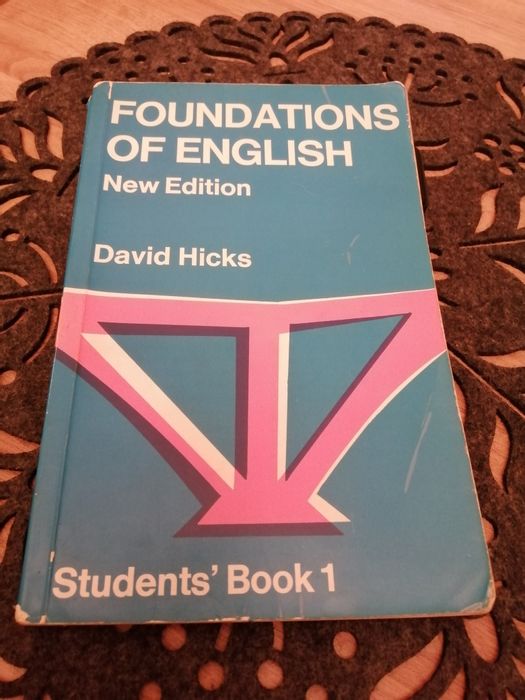 FOUNDATIONS
OF ENGLISH
New Edition
David Hicks
Students' Book 1